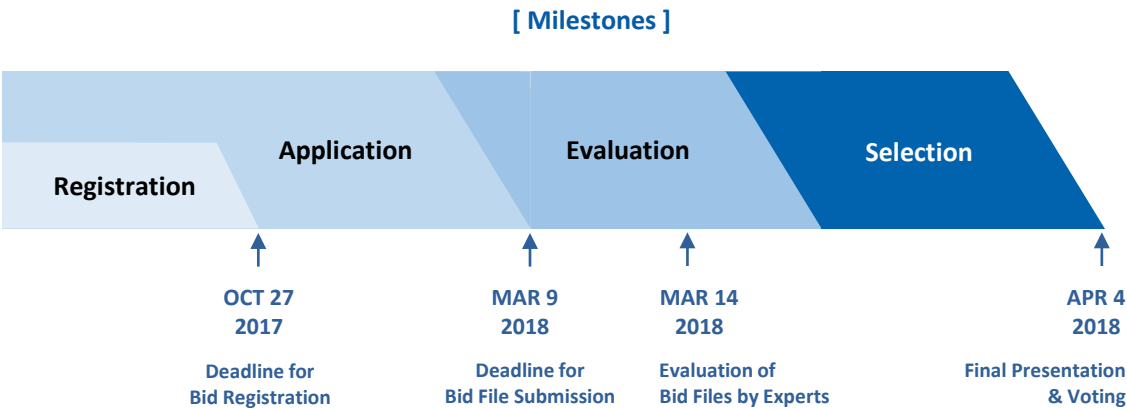 [ Milestones ]
Registration
Application
Evaluation
Selection
OCT 27
2017
Deadline for
Bid Registration
MAR 9
2018
Deadline for
Bid File Submission
MAR 14
2018
Evaluation of
Bid Files by Experts
APR 4
2018
Final Presentation
& Voting